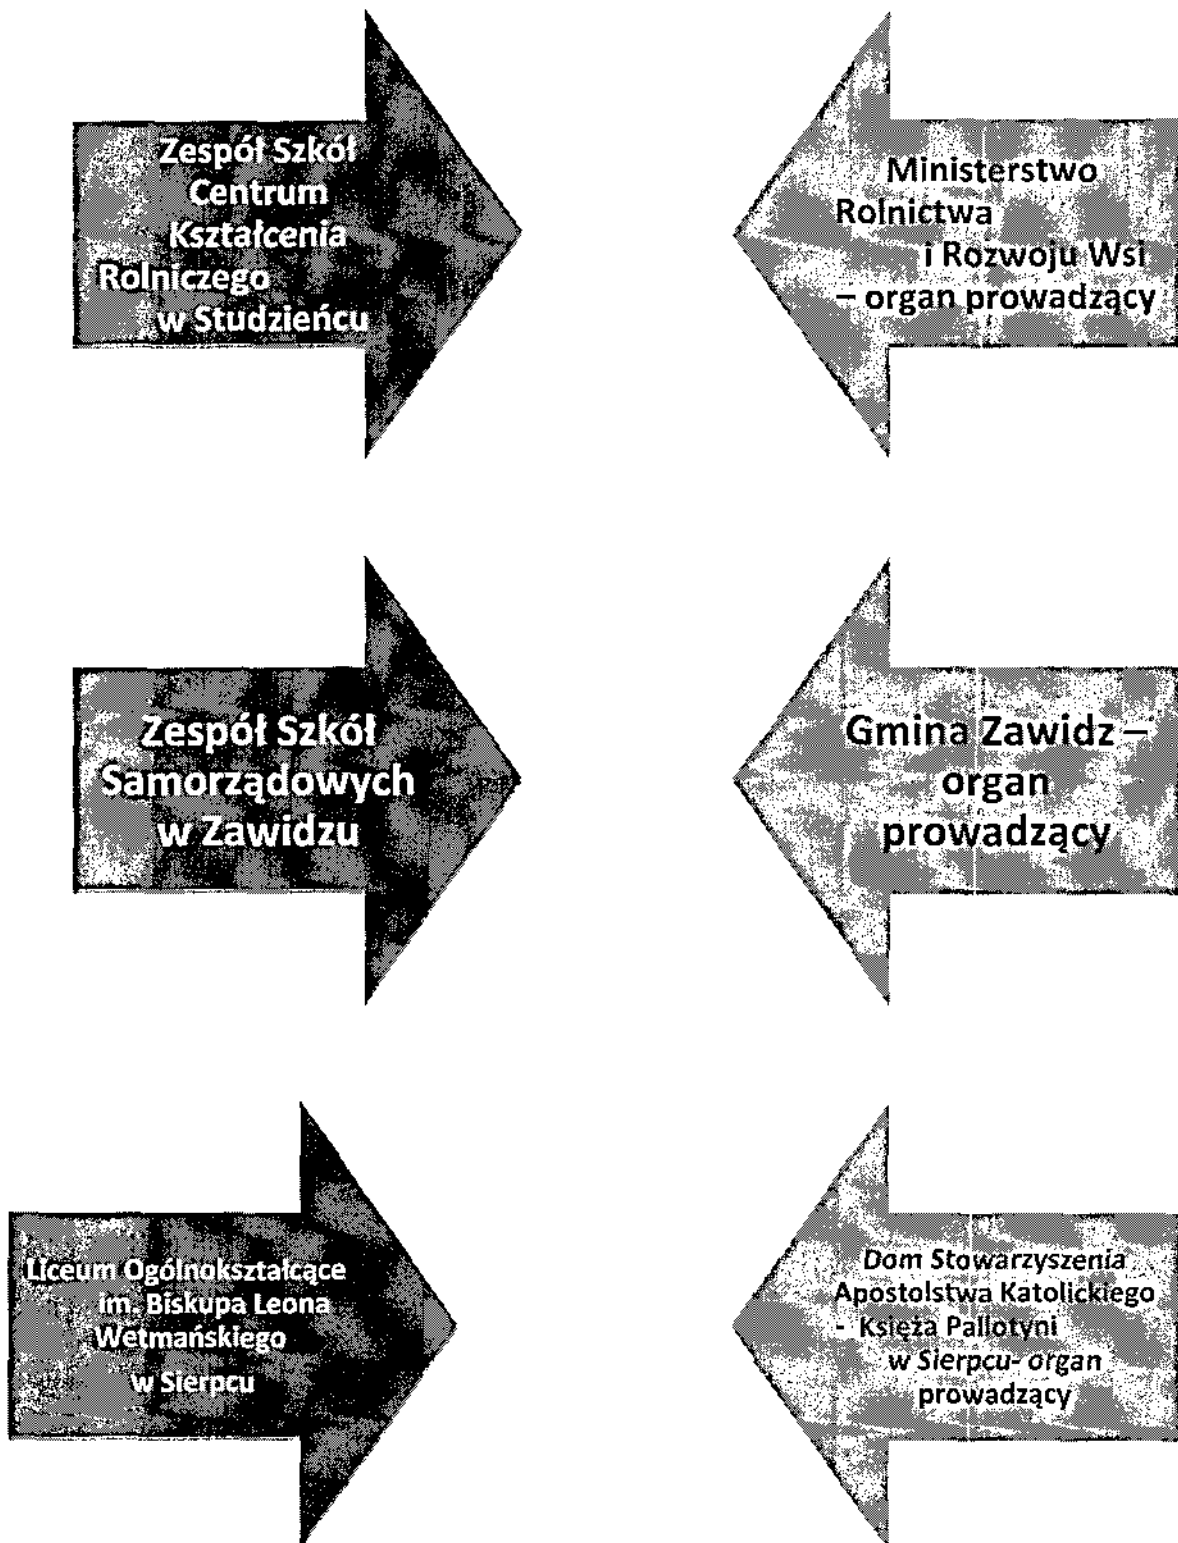 Zespół Szkół
Centrum
Kształcenia
Rolniczego
w Studzieńcu
Ministerstwo
Rolnictwa
i Rozwoju Wsi
– organ prowadzący
Zespół Szkół
Samorządowych
w Zawidzu
Gmina Zawidz –
organ
prowadzący
Liceum Ogólnokształcące
im. Biskupa Leona
Wetmańskiego
w Sierpcu
Dom Stowarzyszenia
Apostolstwa Katolickiego
- Księża Pallotyni
w Sierpcu- organ
prowadzący